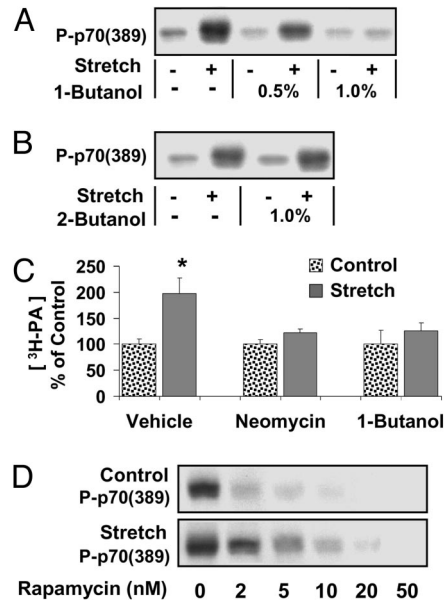 A
P-p70(389)
Stretch - + - + - +
1-Butanol - - 0.5% 1.0%
B
P-p70(389)
Stretch - + - +
2-Butanol - - 1.0%
C
[ ³H-PA ]
% of Control
250
200
150
100
50
0
*
Control
Stretch
Vehicle Neomycin 1-Butanol
D
Control
P-p70(389)
Stretch
P-p70(389)
Rapamycin (nM) 0 2 5 10 20 50